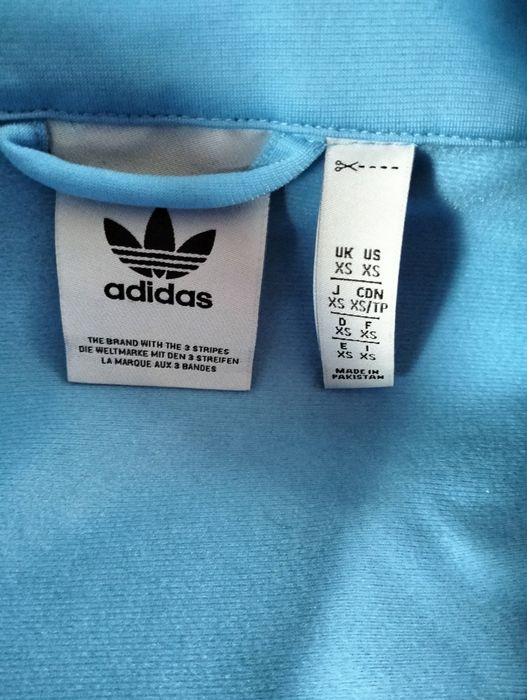 adidas
THE BRAND WITH THE 3 STRIPES
DIE WELTMARKE MIT DEN 3 STREIFEN
LA MARQUE AUX 3 BANDES
UK US
XS XS
J CDN
XS XS/TP
D F
XS XS
E I
XS XS
MADE IN
PAKISTAN